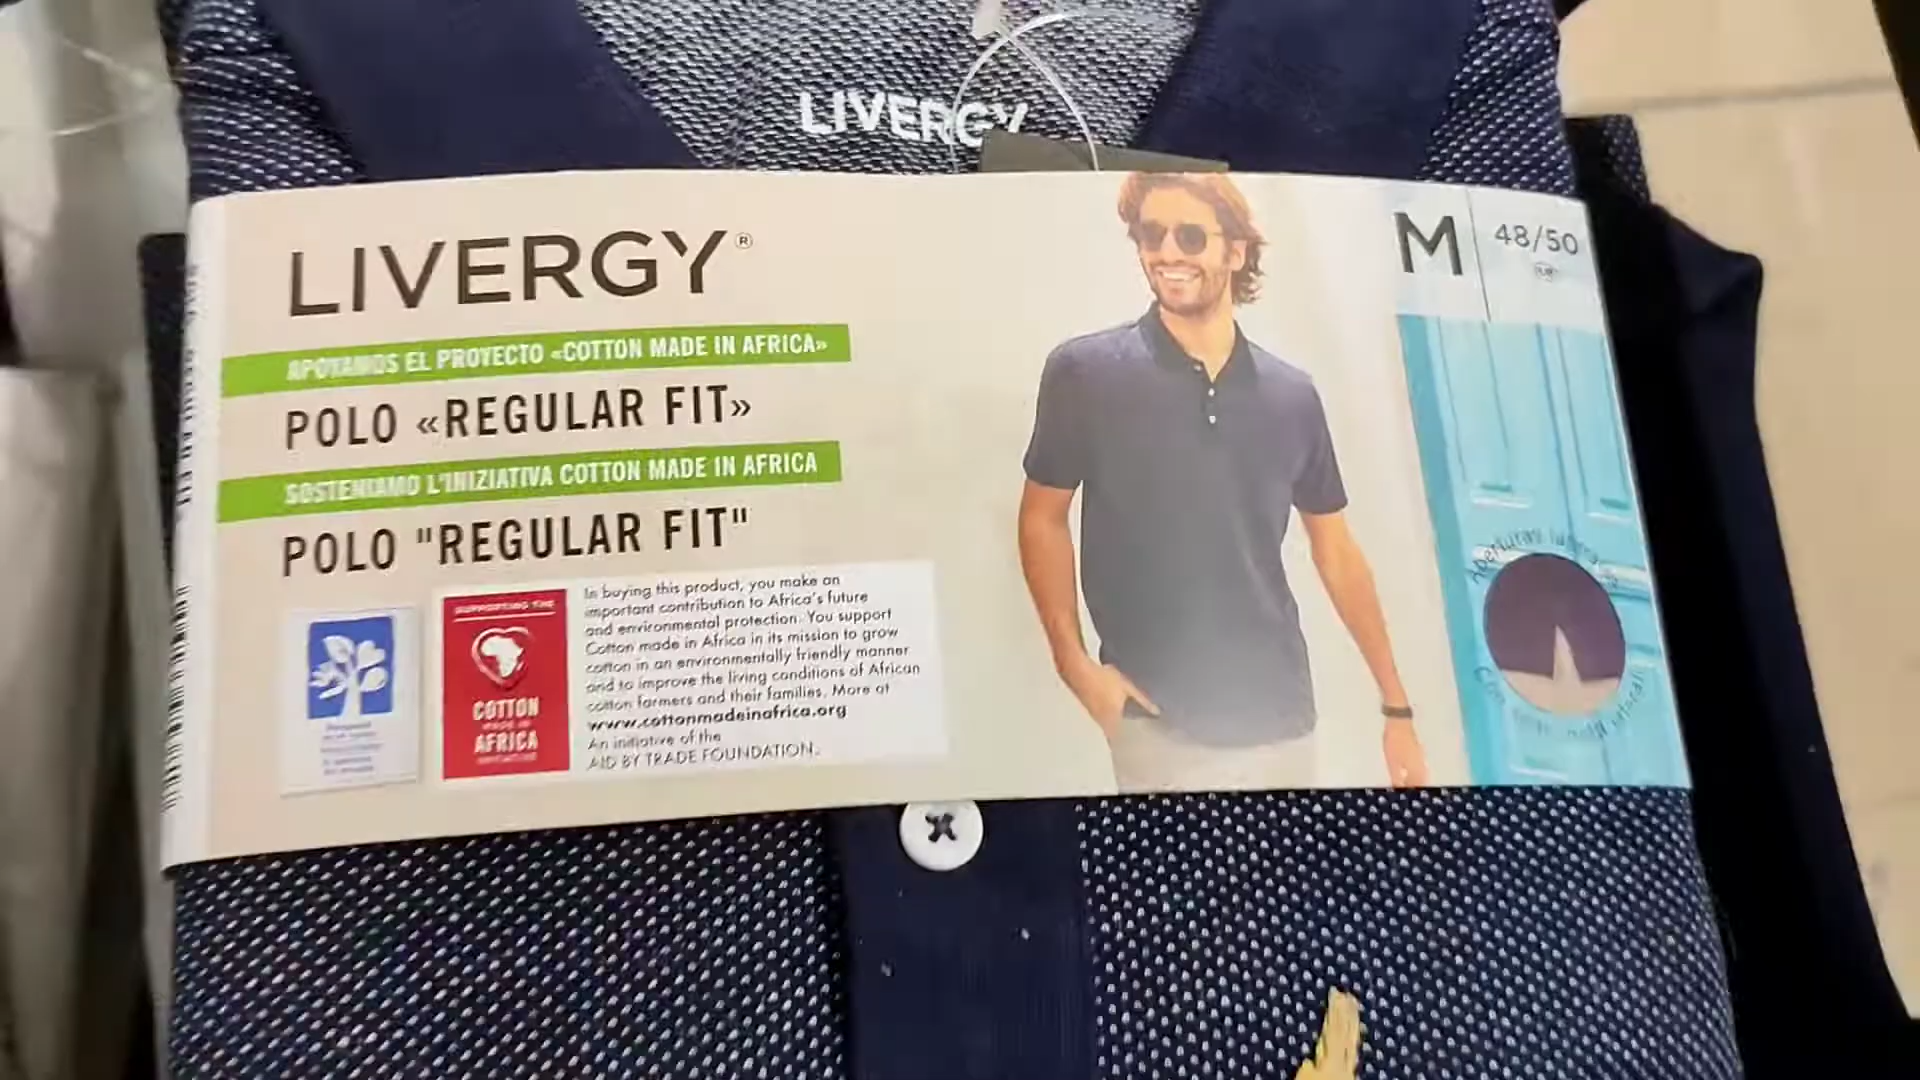 LIVERGY
LIVERGY®
APOYAMOS EL PROYECTO «COTTON MADE IN AFRICA»
POLO «REGULAR FIT»
SOSTENIAMO L'INIZIATIVA COTTON MADE IN AFRICA
POLO "REGULAR FIT"
SUPPORTING THE
COTTON
MADE IN
AFRICA
In buying this product, you make an
important contribution to Africa's future
and environmental protection. You support
Cotton made in Africa in its mission to grow
cotton in an environmentally friendly manner
and to improve the living conditions of African
cotton farmers and their families. More at
www.cottonmadeinafrica.org
An initiative of the
AID BY TRADE FOUNDATION.
M
48/50